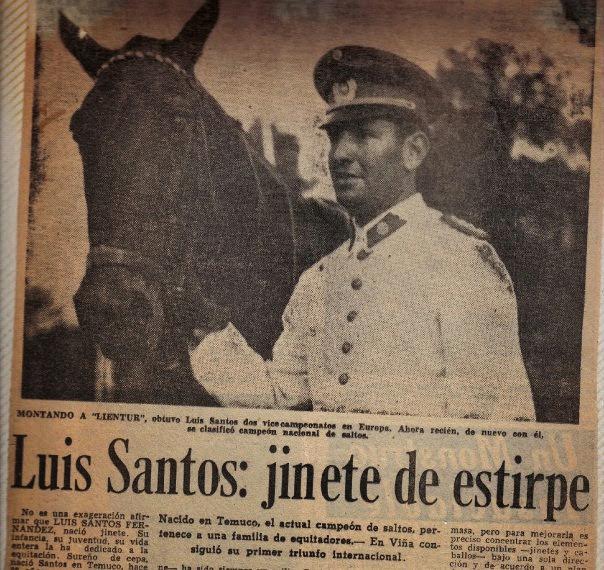 MONTANDO A "LIENTUR", obtuvo Luis Santos dos vicecampeonatos en Europa. Ahora recién, de nuevo con él,
se clasificó campeón nacional de saltos.
Luis Santos: jinete de estirpe
No es una exageración afir-
mar que LUIS SANTOS FER-
NANDEZ, nació jinete. Su
infancia, su juventud, su vida
entera la ha dedicado a la
equitación. Sureño de cepa,
nació Santos en Temuco, hace
Nacido en Temuco, el actual campeón de saltos, per-
tenece a una familia de equitadores.— En Viña con-
siguió su primer triunfo internacional.
masa, pero para mejorarla es
preciso concentrar los elemen-
tos disponibles —jinetes y ca-
ballos— bajo una sola direc-
ción y de acuerdo a un plan